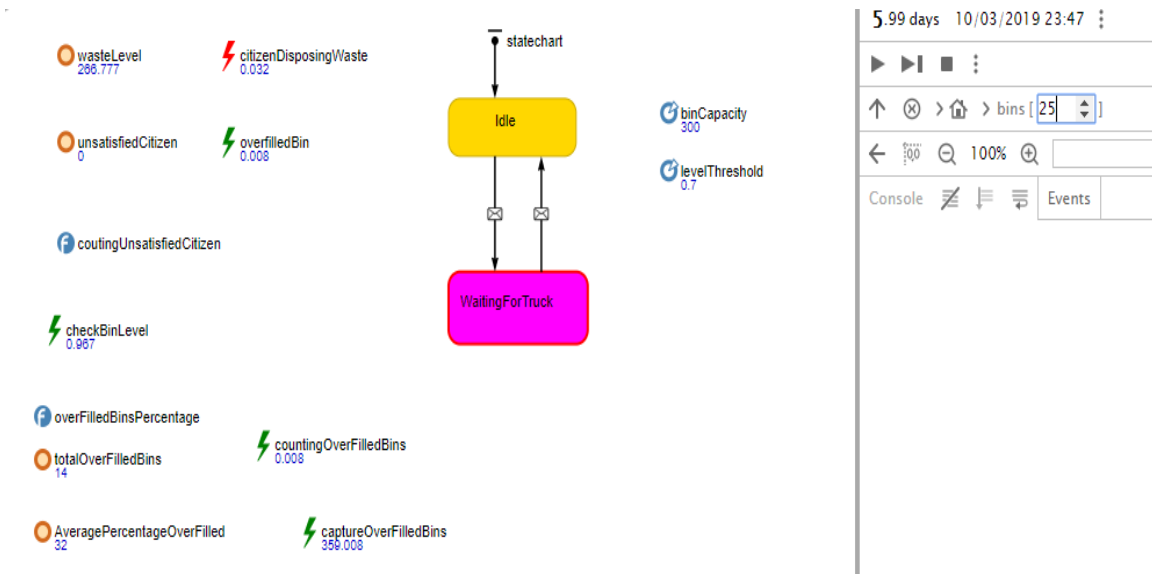 wasteLevel
266.777
citizenDisposingWaste
0.032
unsatisfiedCitizen
0
overfilledBin
0.008
coutingUnsatisfiedCitizen
checkBinLevel
0.967
overFilledBinsPercentage
totalOverFilledBins
14
countingOverFilledBins
0.008
AveragePercentageOverFilled
32
captureOverFilledBins
359.008
statechart
Idle
WaitingForTruck
binCapacity
300
levelThreshold
0.7
5.99 days 10/03/2019 23:47
> > bins [ 25 ]
100%
Console Events